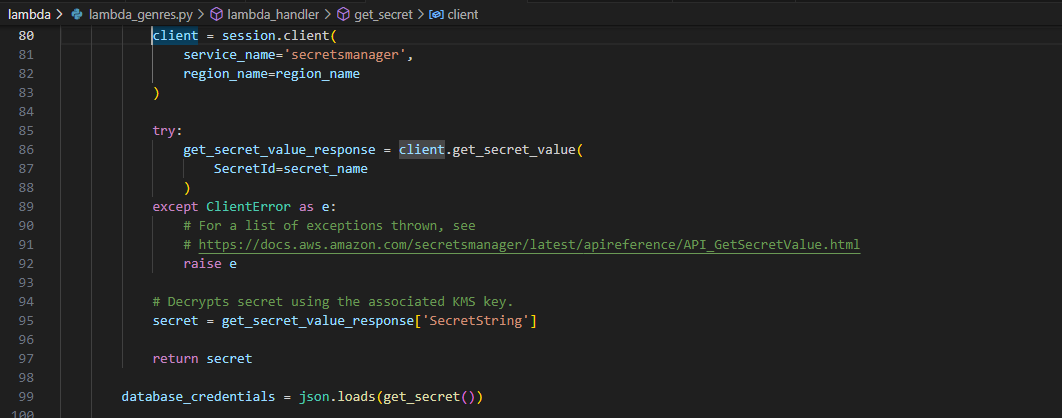 lambda > lambda_genres.py > lambda_handler > get_secret > client
80 client = session.client(
81 service_name='secretsmanager',
82 region_name=region_name
83 )
84
85 try:
86 get_secret_value_response = client.get_secret_value(
87 SecretId=secret_name
88 )
89 except ClientError as e:
90 # For a list of exceptions thrown, see
91 # https://docs.aws.amazon.com/secretsmanager/latest/apireference/API_GetSecretValue.html
92 raise e
93
94 # Decrypts secret using the associated KMS key.
95 secret = get_secret_value_response['SecretString']
96
97 return secret
98
99 database_credentials = json.loads(get_secret())
100